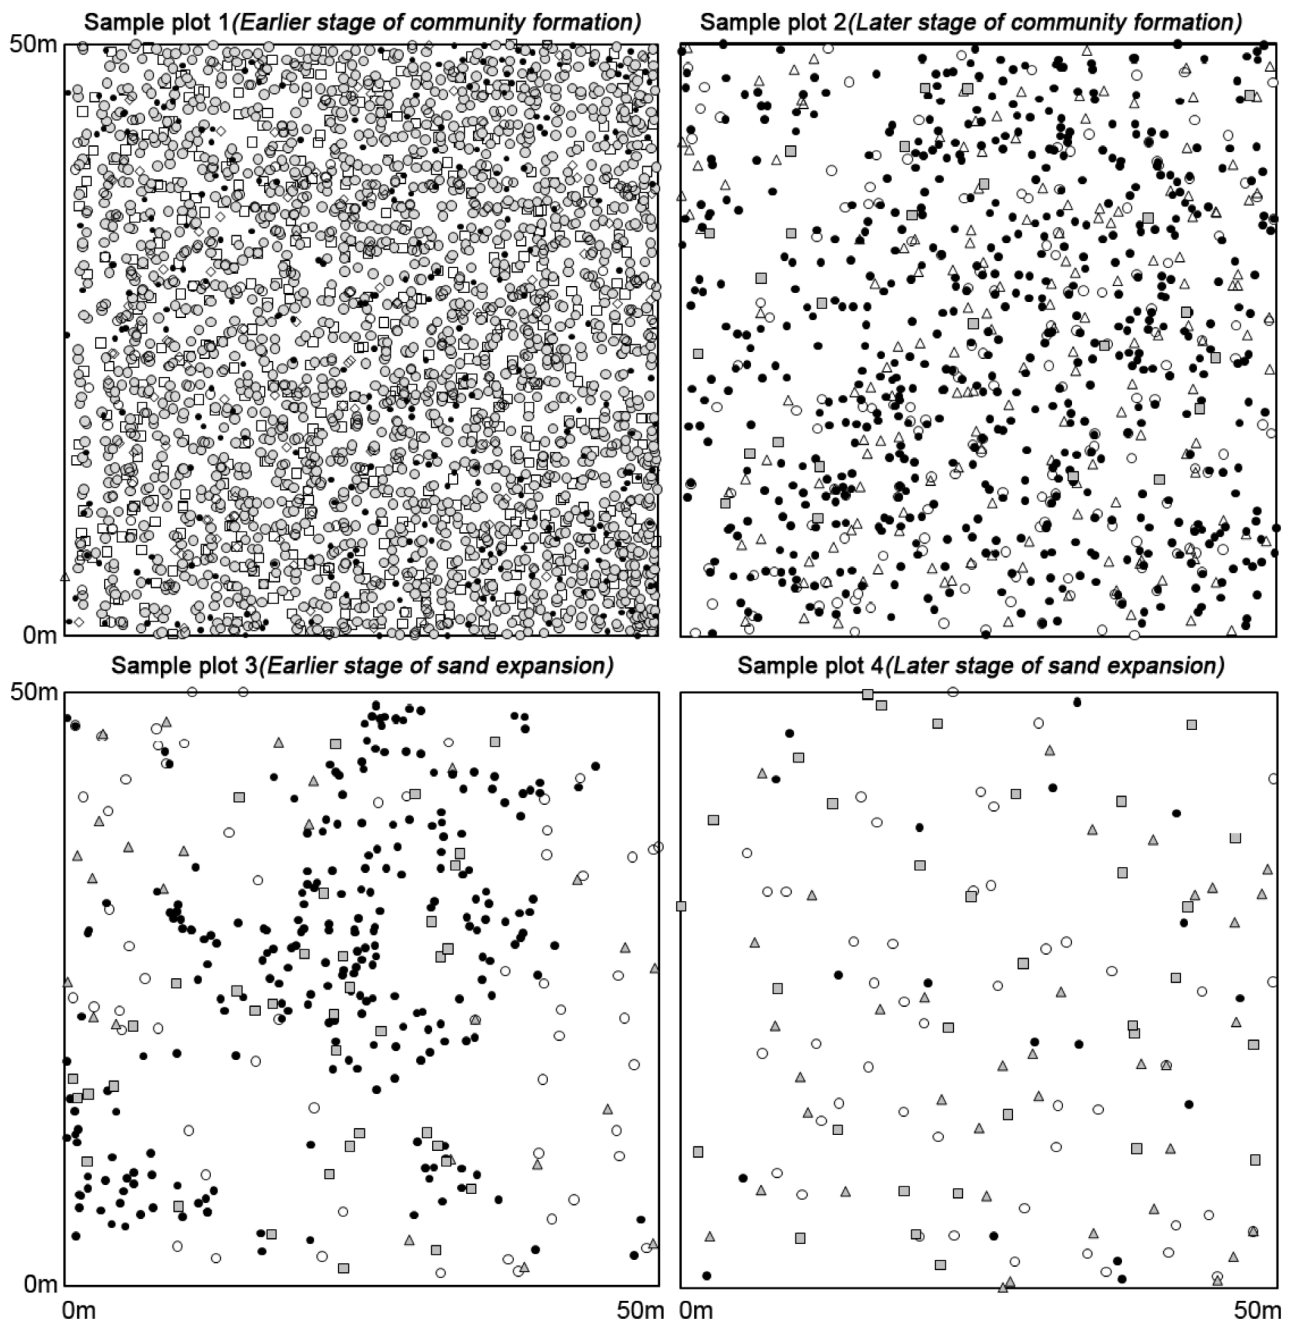 Sample plot 1(Earlier stage of community formation)
Sample plot 2(Later stage of community formation)
50m
0m
Sample plot 3(Earlier stage of sand expansion)
Sample plot 4(Later stage of sand expansion)
50m
0m
0m
50m
0m
50m